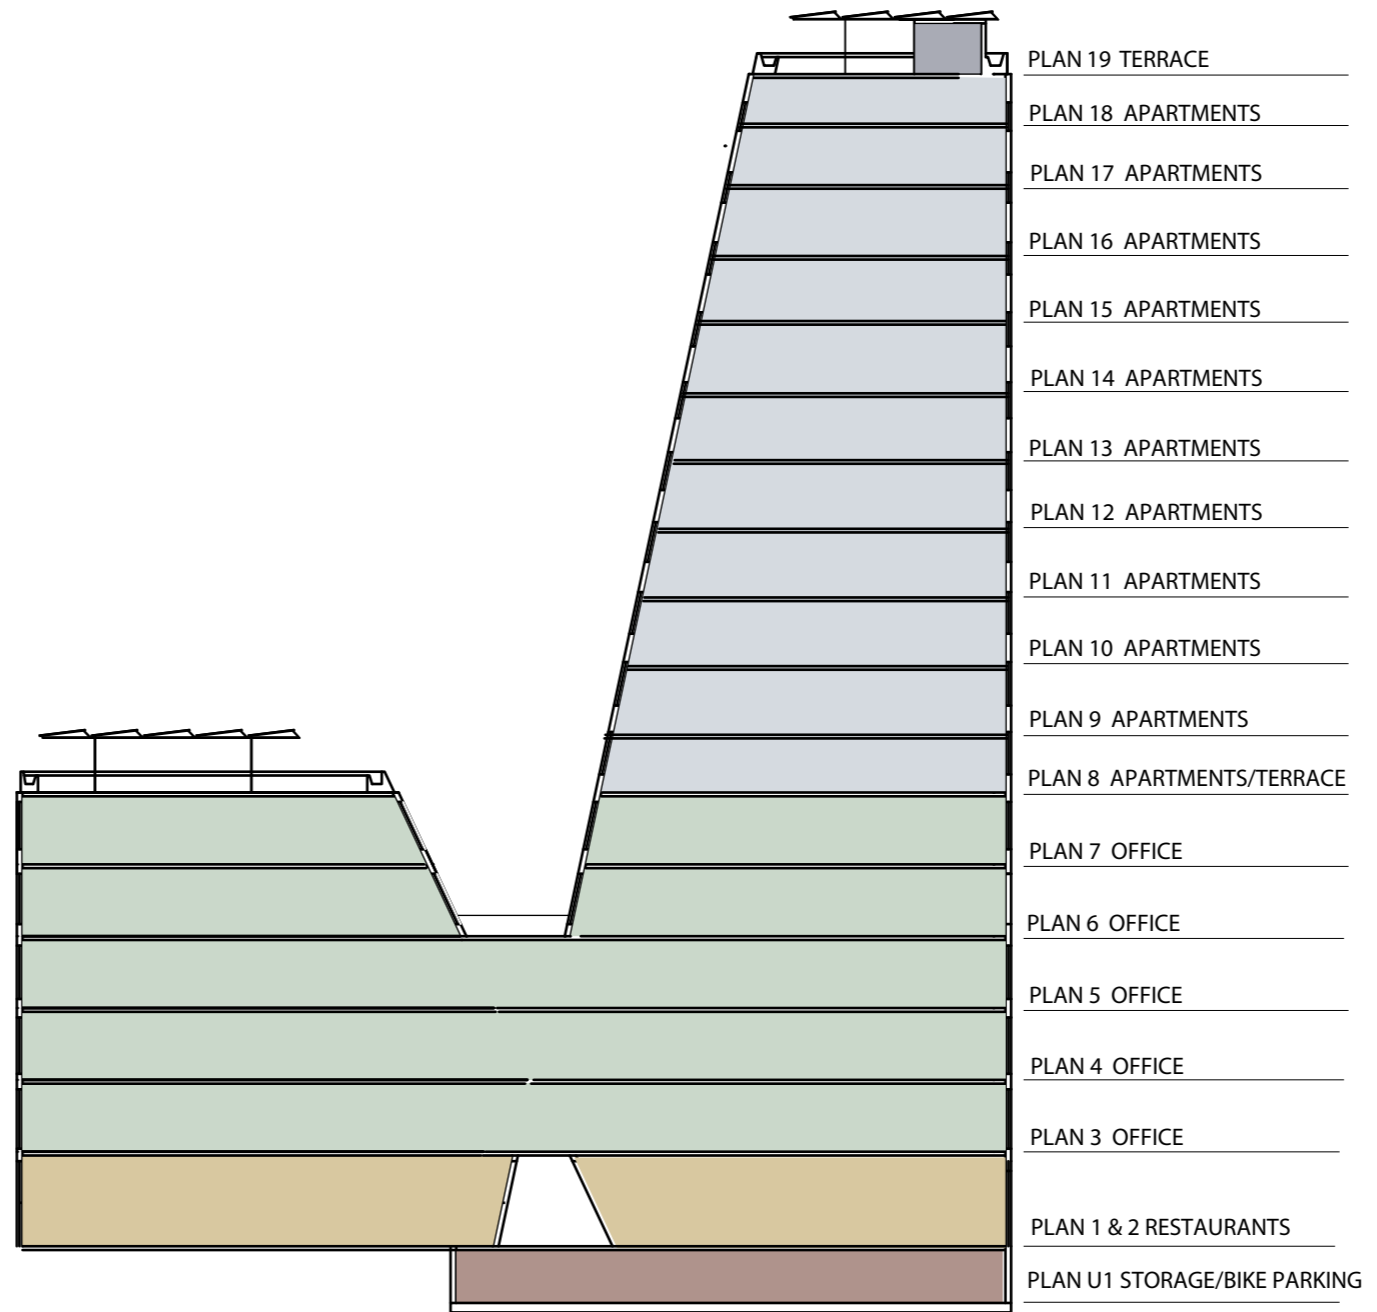 PLAN 19 TERRACE
PLAN 18 APARTMENTS
PLAN 17 APARTMENTS
PLAN 16 APARTMENTS
PLAN 15 APARTMENTS
PLAN 14 APARTMENTS
PLAN 13 APARTMENTS
PLAN 12 APARTMENTS
PLAN 11 APARTMENTS
PLAN 10 APARTMENTS
PLAN 9 APARTMENTS
PLAN 8 APARTMENTS/TERRACE
PLAN 7 OFFICE
PLAN 6 OFFICE
PLAN 5 OFFICE
PLAN 4 OFFICE
PLAN 3 OFFICE
PLAN 1 & 2 RESTAURANTS
PLAN U1 STORAGE/BIKE PARKING